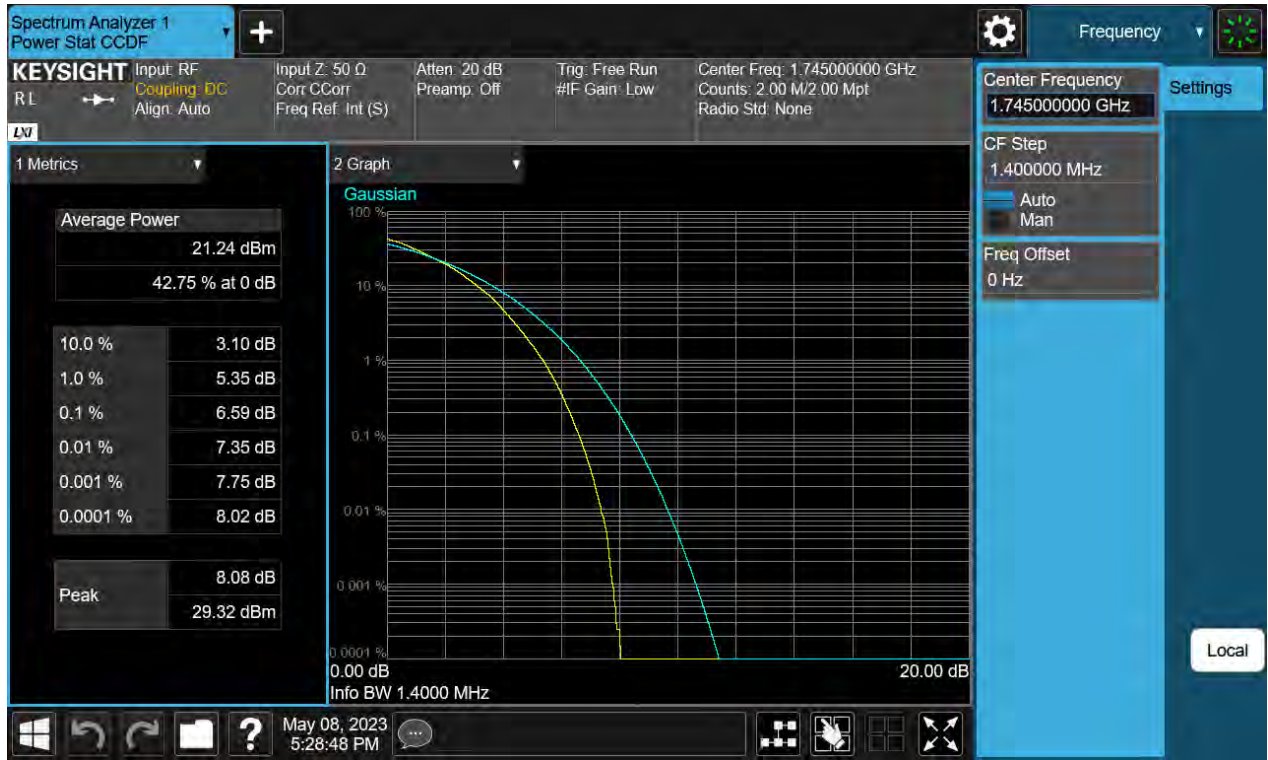 Spectrum Analyzer 1
Power Stat CCDF
+
Frequency
KEYSIGHT
RL
LXI
Input: RF
Coupling: DC
Align: Auto
Input Z: 50 Ω
Corr CCorr
Freq Ref: Int (S)
Atten: 20 dB
Preamp: Off
Trig: Free Run
#IF Gain: Low
Center Freq: 1.745000000 GHz
Counts: 2.00 M/2.00 Mpt
Radio Std: None
Center Frequency
1.745000000 GHz
Settings
CF Step
1.400000 MHz
Auto
Man
Freq Offset
0 Hz
1 Metrics
Average Power
21.24 dBm
42.75 % at 0 dB
10.0 % 3.10 dB
1.0 % 5.35 dB
0.1 % 6.59 dB
0.01 % 7.35 dB
0.001 % 7.75 dB
0.0001 % 8.02 dB
Peak
8.08 dB
29.32 dBm
2 Graph
Gaussian
100 %
10 %
1 %
0.1 %
0.01 %
0.001 %
0.0001 %
0.00 dB 20.00 dB
Info BW 1.4000 MHz
Local
?
May 08, 2023
5:28:48 PM